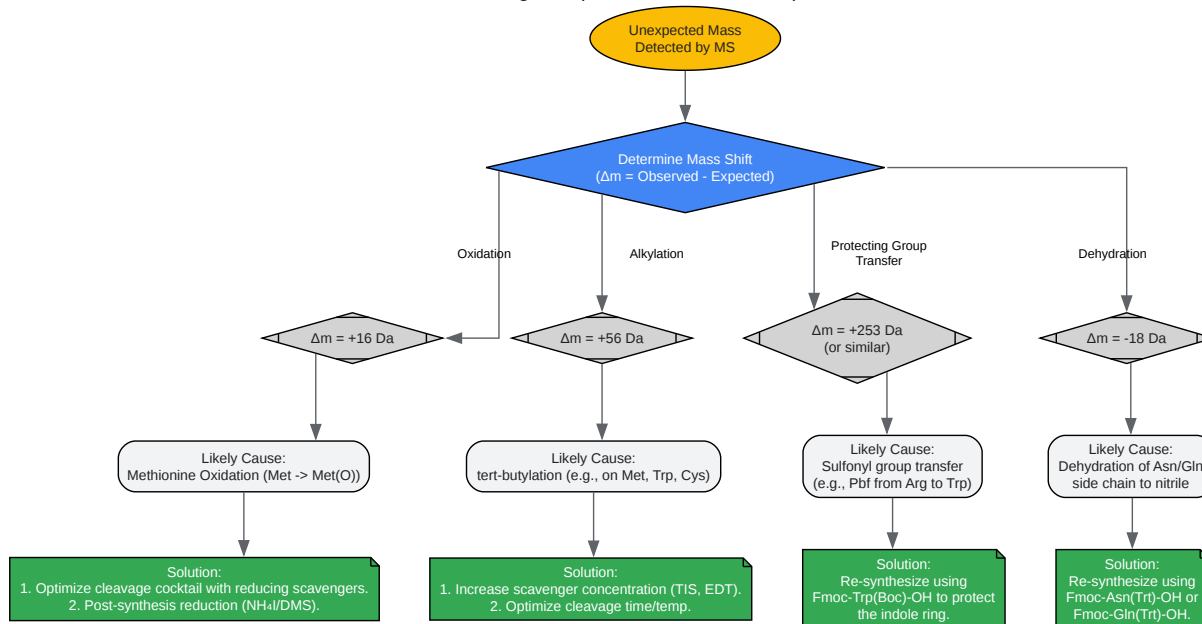 Unexpected Mass
Detected by MS
Determine Mass Shift
(Δm = Observed - Expected)
Oxidation
Alkylation
Protecting Group
Transfer
Dehydration
Δm = +16 Da
Δm = +56 Da
Δm = +253 Da
(or similar)
Δm = -18 Da
Likely Cause:
Methionine Oxidation (Met -> Met(O))
Likely Cause:
tert-butylation (e.g., on Met, Trp, Cys)
Likely Cause:
Sulfonyl group transfer
(e.g., Pbf from Arg to Trp)
Likely Cause:
Dehydration of Asn/Gln
side chain to nitrile
Solution:
1. Optimize cleavage cocktail with reducing scavengers.
2. Post-synthesis reduction (NH₄I/DMS).
Solution:
1. Increase scavenger concentration (TIS, EDT).
2. Optimize cleavage time/temp.
Solution:
Re-synthesize using
Fmoc-Trp(Boc)-OH to protect
the indole ring.
Solution:
Re-synthesize using
Fmoc-Asn(Trt)-OH or
Fmoc-Gln(Trt)-OH.